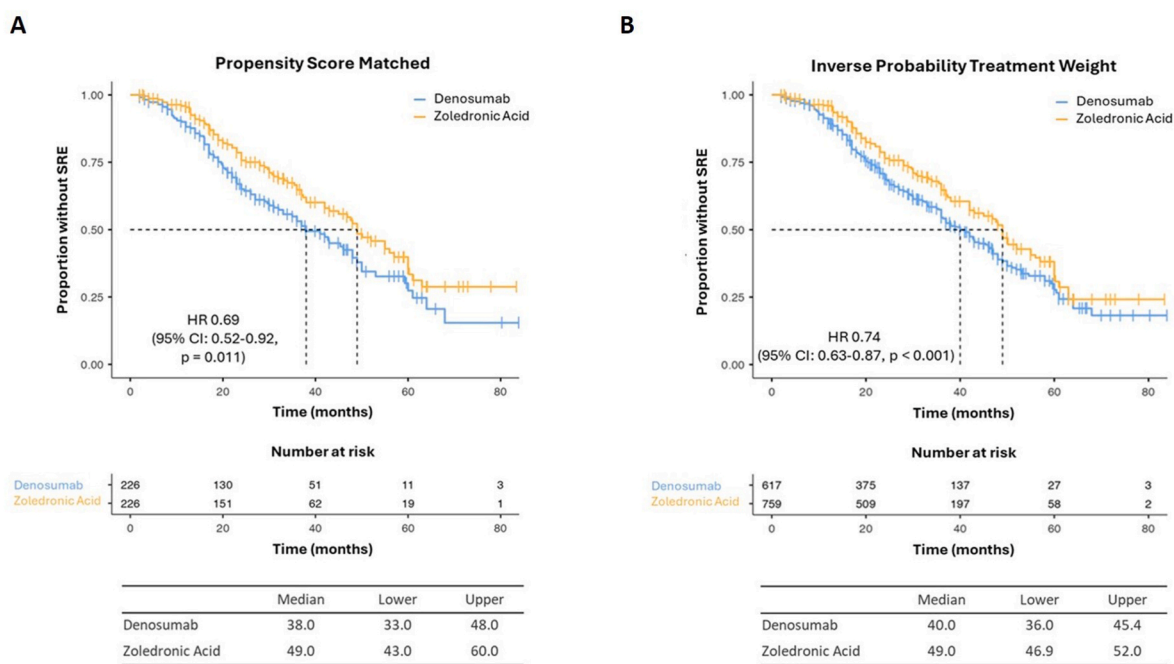 A
Propensity Score Matched
Denosumab
Zoledronic Acid
Proportion without SRE
1.00
0.75
0.50
0.25
0.00
HR 0.69
(95% CI: 0.52-0.92,
p = 0.011)
0 20 40 60 80
Time (months)
Number at risk
Denosumab 226 130 51 11 3
Zoledronic Acid 226 151 62 19 1
0 20 40 60 80
Time (months)
Median Lower Upper
Denosumab 38.0 33.0 48.0
Zoledronic Acid 49.0 43.0 60.0
B
Inverse Probability Treatment Weight
Denosumab
Zoledronic Acid
Proportion without SRE
1.00
0.75
0.50
0.25
0.00
HR 0.74
(95% CI: 0.63-0.87, p < 0.001)
0 20 40 60 80
Time (months)
Number at risk
Denosumab 617 375 137 27 3
Zoledronic Acid 759 509 197 58 2
0 20 40 60 80
Time (months)
Median Lower Upper
Denosumab 40.0 36.0 45.4
Zoledronic Acid 49.0 46.9 52.0